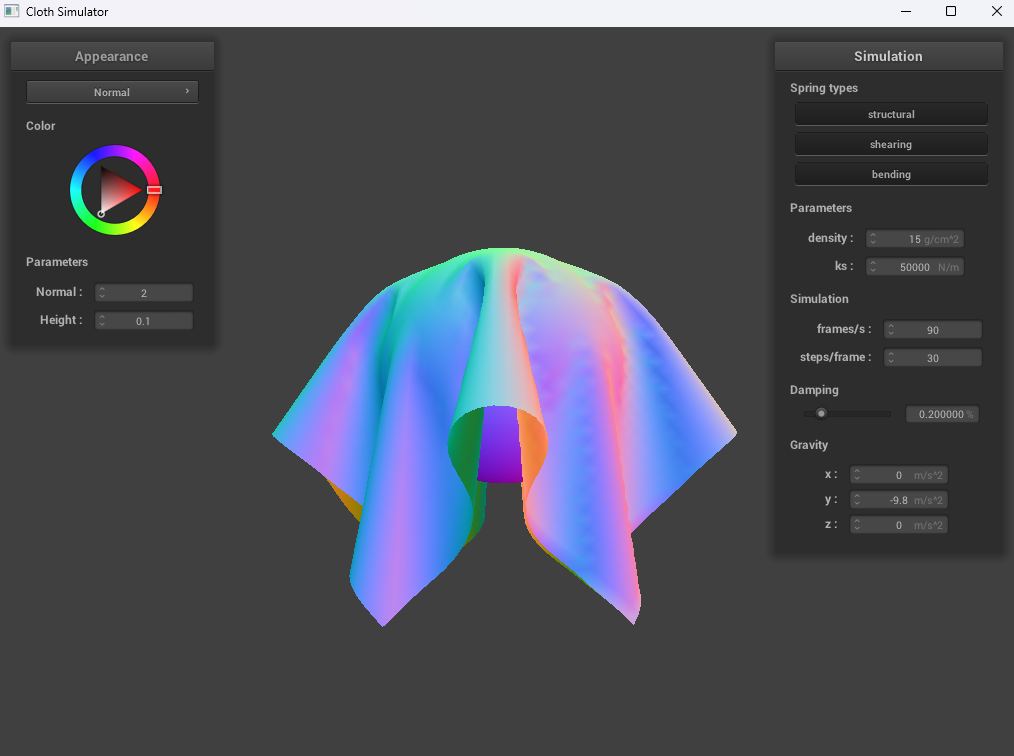 Cloth Simulator
Appearance
Normal
Color
Parameters
Normal : 2
Height : 0.1
Simulation
Spring types
structural
shearing
bending
Parameters
density : 15 g/cm^2
ks : 50000 N/m
Simulation
frames/s : 90
steps/frame : 30
Damping
0.200000 %
Gravity
x : 0 m/s^2
y : -9.8 m/s^2
z : 0 m/s^2